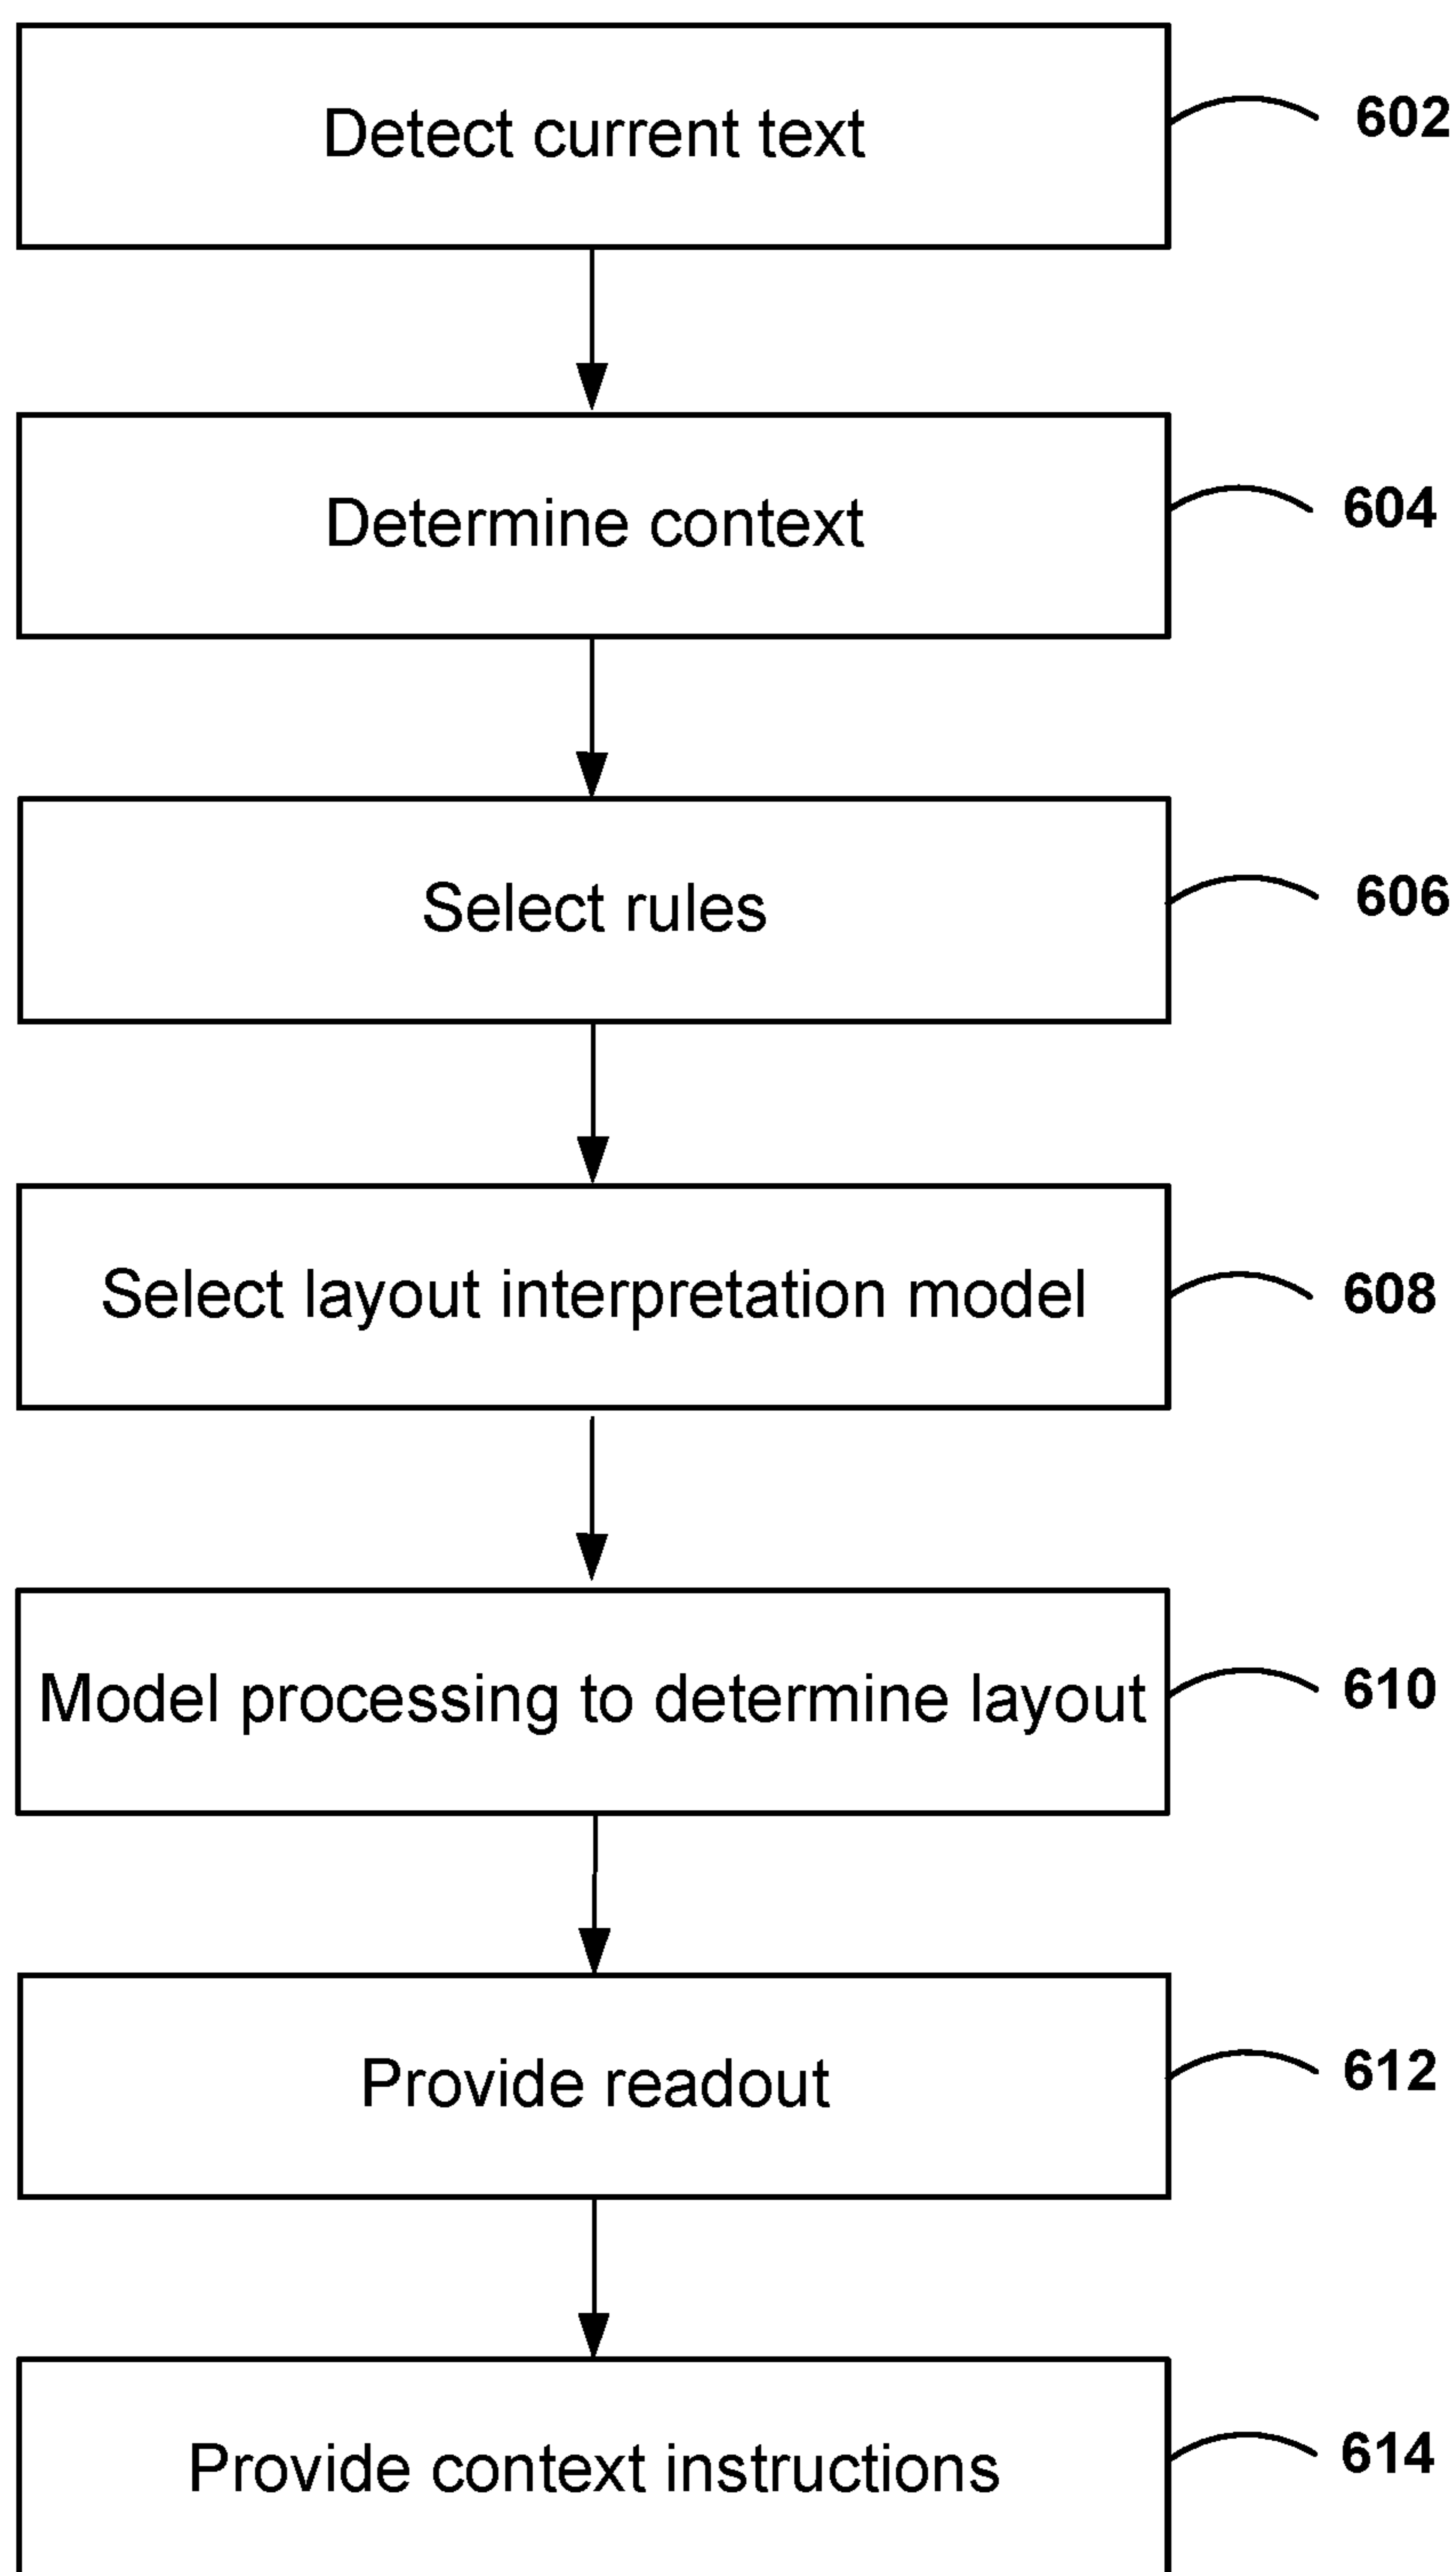 Detect current text
602
Determine context
604
Select rules
606
Select layout interpretation model
608
Model processing to determine layout
610
Provide readout
612
Provide context instructions
614